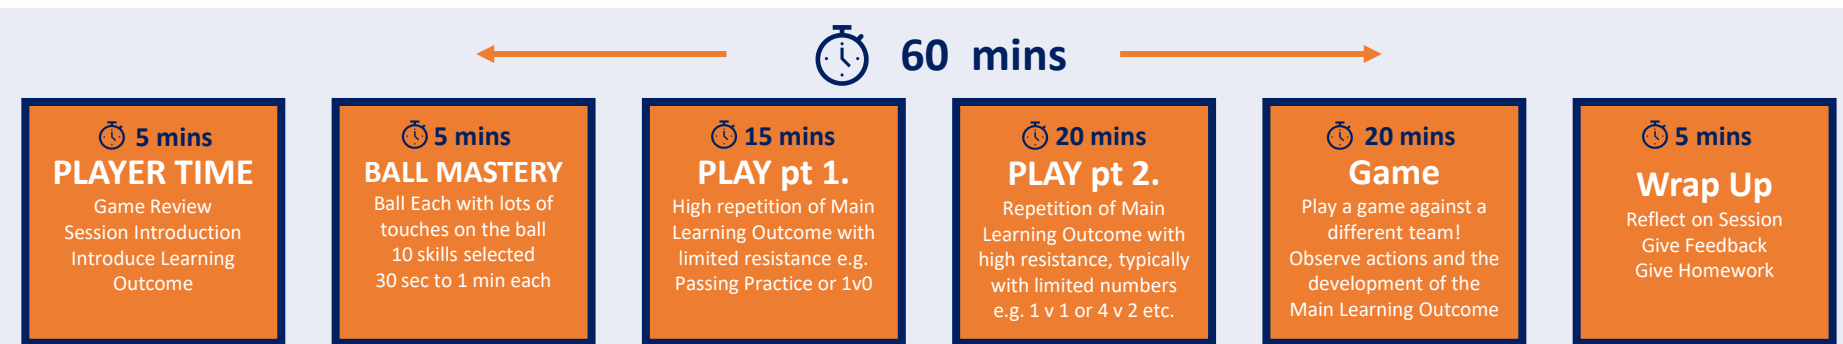 60 mins
5 mins
PLAYER TIME
Game Review
Session Introduction
Introduce Learning
Outcome
5 mins
BALL MASTERY
Ball Each with lots of
touches on the ball
10 skills selected
30 sec to 1 min each
15 mins
PLAY pt 1.
High repetition of Main
Learning Outcome with
limited resistance e.g.
Passing Practice or 1v0
20 mins
PLAY pt 2.
Repetition of Main
Learning Outcome with
high resistance, typically
with limited numbers
e.g. 1 v 1 or 4 v 2 etc.
20 mins
Game
Play a game against a
different team!
Observe actions and the
development of the
Main Learning Outcome
5 mins
Wrap Up
Reflect on Session
Give Feedback
Give Homework